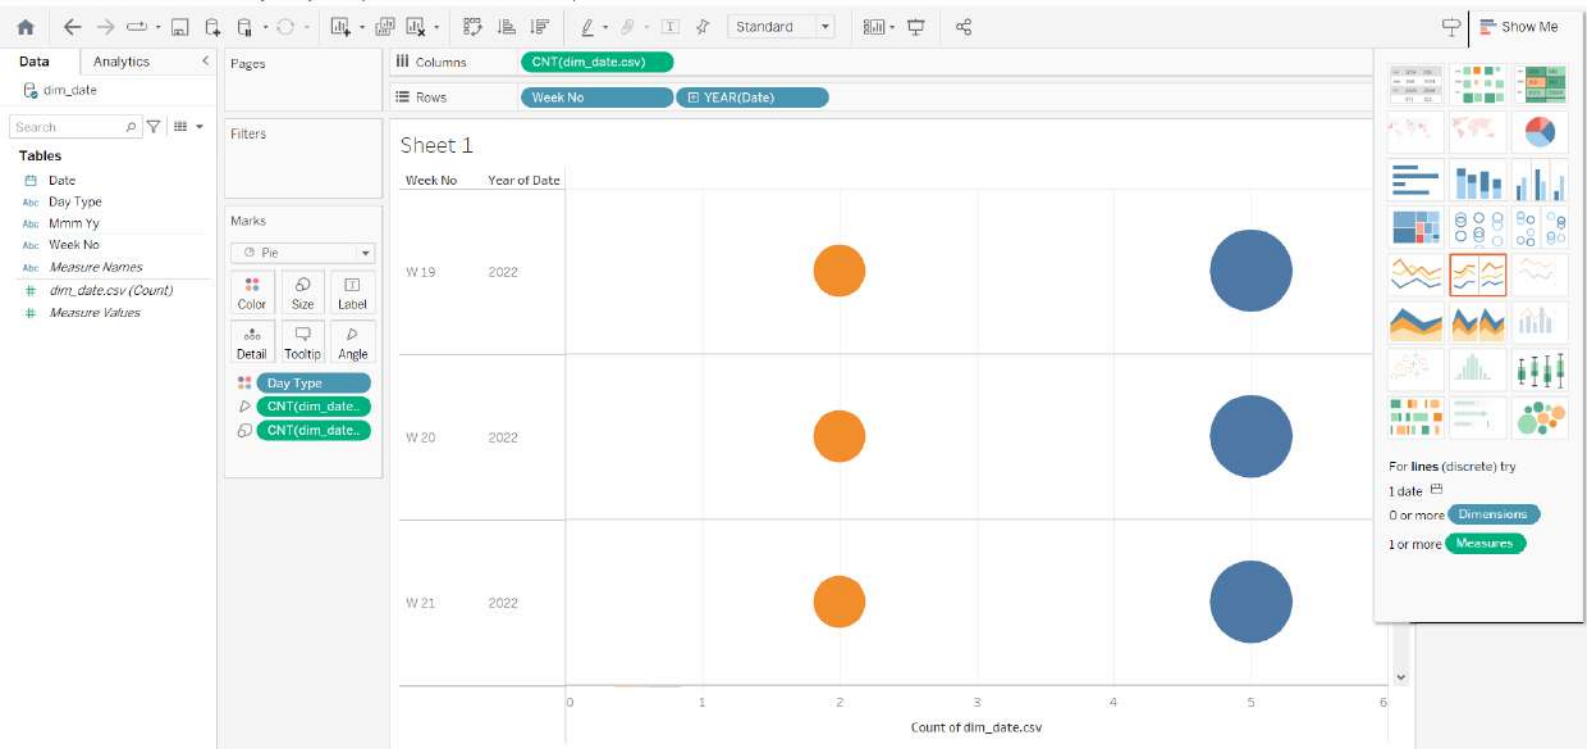 Standard
Show Me
Data
Analytics
Pages
Columns
CNT(dim_date.csv)
dim_date
Rows
Week No
YEAR(Date)
Search
Filters
Tables
Date
Abc Day Type
Abc Mmm Yy
Abc Week No
Abc Measure Names
# dim_date.csv (Count)
# Measure Values
Marks
Pie
Color
Size
Label
Detail
Tooltip
Angle
Day Type
CNT(dim_date..
CNT(dim_date..
Sheet 1
Week No
Year of Date
W 19
2022
W 20
2022
W 21
2022
0
1
2
3
4
5
6
Count of dim_date.csv
For lines (discrete) try
1 date
0 or more Dimensions
1 or more Measures